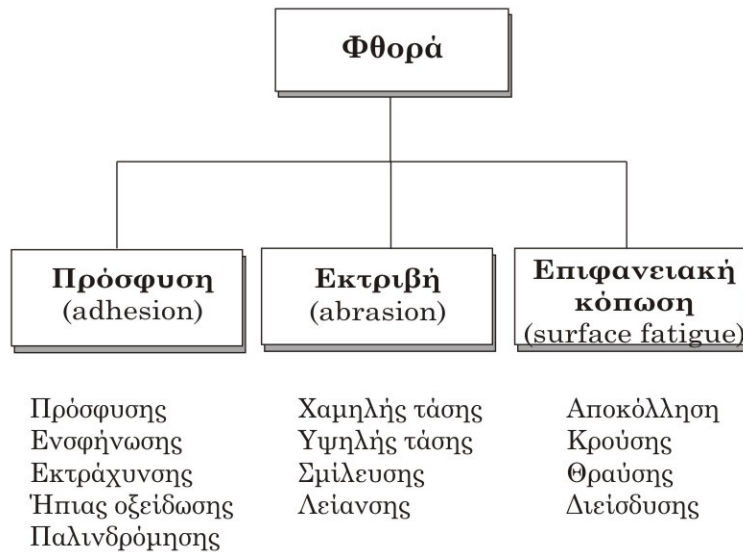 Φθορά
Πρόσφυση
(adhesion)
Εκτριβή
(abrasion)
Επιφανειακή
κόπωση
(surface fatigue)
Πρόσφυσης
Ενσφήνωσης
Εκτράχυνσης
Ήπιας οξείδωσης
Παλινδρόμησης
Χαμηλής τάσης
Υψηλής τάσης
Σμίλευσης
Λείανσης
Αποκόλληση
Κρούσης
Θραύσης
Διείσδυσης